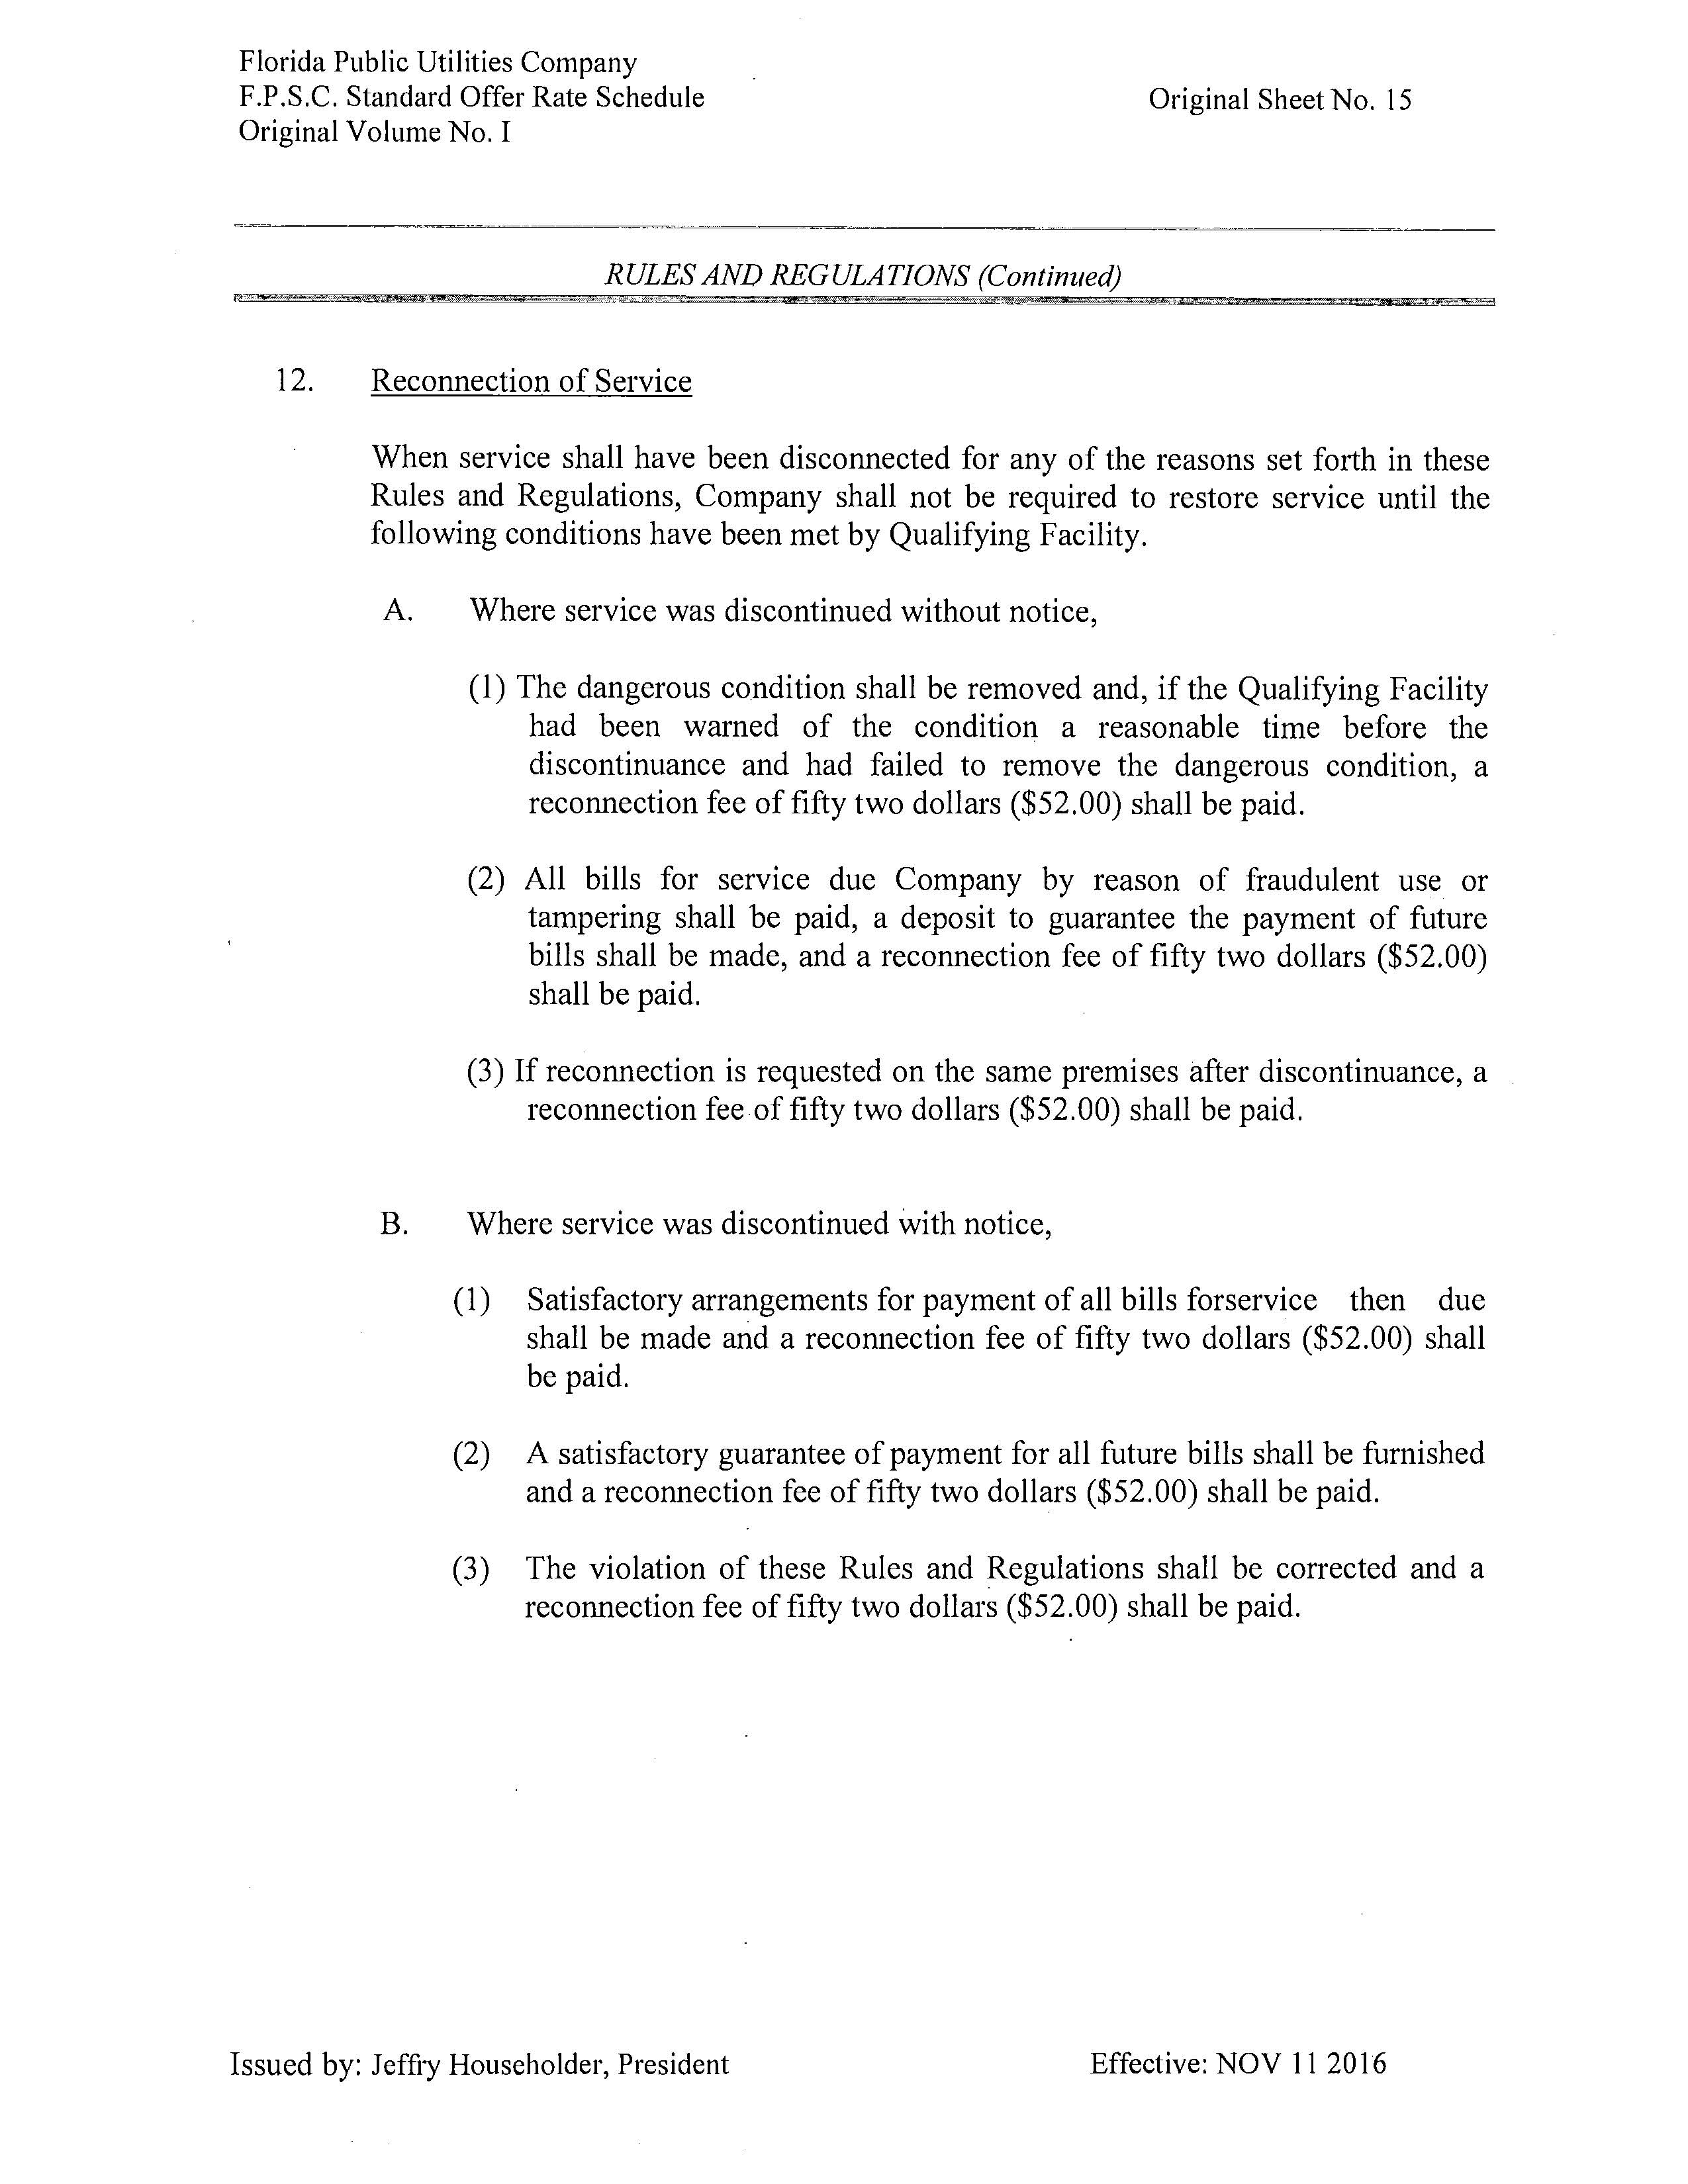 Florida Public Utilities Company
F.P.S.C. Standard Offer Rate Schedule
Original Sheet No. 15
Original Volume No. I
RULES AND REGULATIONS (Continued)
12. Reconnection of Service
When service shall have been disconnected for any of the reasons set forth in these
Rules and Regulations, Company shall not be required to restore service until the
following conditions have been met by Qualifying Facility.
A. Where service was discontinued without notice,
(1) The dangerous condition shall be removed and, if the Qualifying Facility
had been warned of the condition a reasonable time before the
discontinuance and had failed to remove the dangerous condition, a
reconnection fee of fifty two dollars ($52.00) shall be paid.
(2) All bills for service due Company by reason of fraudulent use or
tampering shall be paid, a deposit to guarantee the payment of future
bills shall be made, and a reconnection fee of fifty two dollars ($52.00)
shall be paid.
(3) If reconnection is requested on the same premises after discontinuance, a
reconnection fee of fifty two dollars ($52.00) shall be paid.
B. Where service was discontinued with notice,
(1) Satisfactory arrangements for payment of all bills forservice then due
shall be made and a reconnection fee of fifty two dollars ($52.00) shall
be paid.
(2) A satisfactory guarantee of payment for all future bills shall be furnished
and a reconnection fee of fifty two dollars ($52.00) shall be paid.
(3) The violation of these Rules and Regulations shall be corrected and a
reconnection fee of fifty two dollars ($52.00) shall be paid.
Issued by: Jeffry Householder, President
Effective: NOV 11 2016